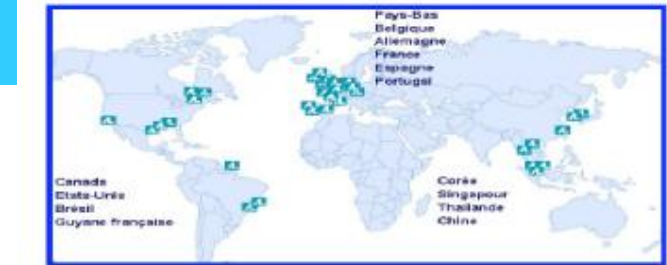 Pays-Bas
Belgique
Allemagne
France
Espagne
Portugal
Canada
Etats-Unis
Brésil
Guyane française
Corée
Singapour
Thaïlande
Chine